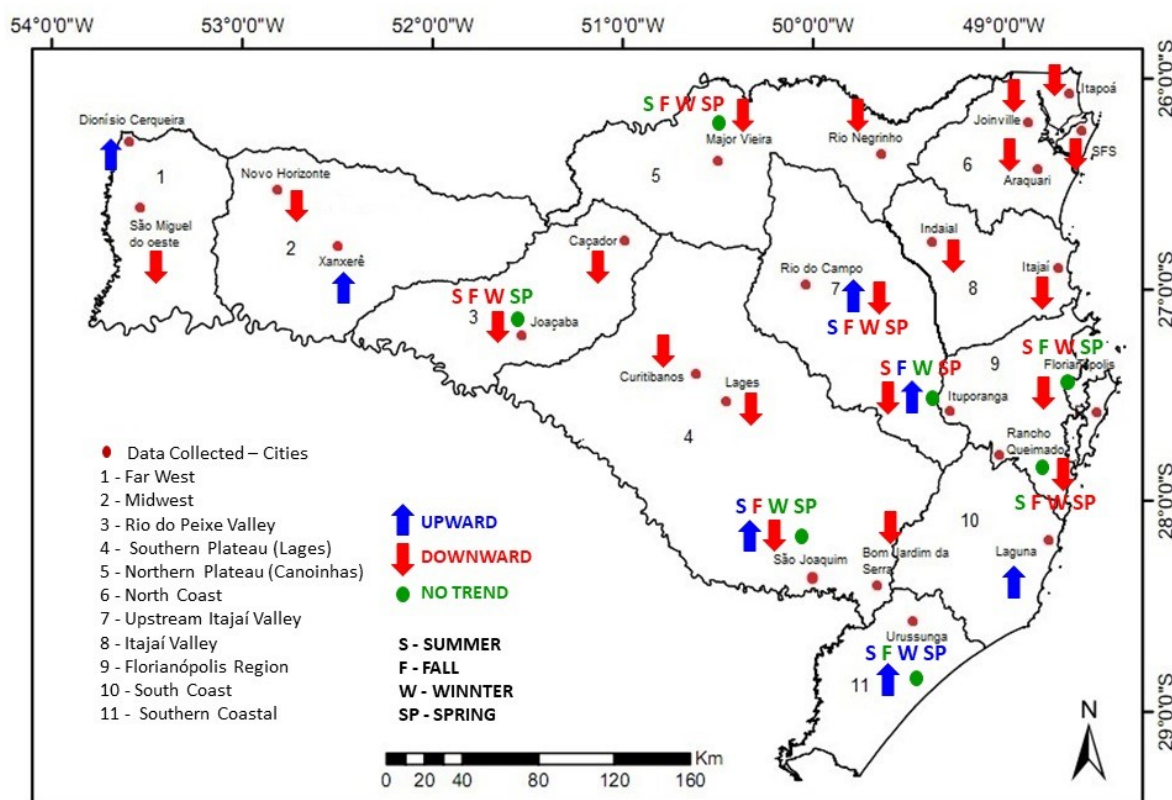 54°0'0"W
53°0'0"W
52°0'0"W
51°0'0"W
50°0'0"W
49°0'0"W
26°0'0"S
27°0'0"S
28°0'0"S
29°0'0"S
Dionísio Cerqueira
1
São Miguel
do oeste
Novo Horizonte
2
Xanxerê
S F W SP
Major Vieira
5
Rio Negrinho
Itapoá
Joinville
6
SFS
Araquari
Caçador
S F W SP
3
Joaçaba
Indaial
Itajaí
8
Rio do Campo
7
S F W SP
Curitibanos
Lages
4
S F W SP
Ituporanga
S F W SP
9
Florianópolis
Rancho
Queimado
S F W SP
S F W SP
São Joaquim
Bom Jardim da
Serra
10
Laguna
Urussunga
S F W SP
11
Data Collected – Cities
1 - Far West
2 - Midwest
3 - Rio do Peixe Valley
4 - Southern Plateau (Lages)
5 - Northern Plateau (Canoinhas)
6 - North Coast
7 - Upstream Itajaí Valley
8 - Itajaí Valley
9 - Florianópolis Region
10 - South Coast
11 - Southern Coastal
UPWARD
DOWNWARD
NO TREND
S - SUMMER
F - FALL
W - WINNTER
SP - SPRING
Km
0 20 40 80 120 160
N